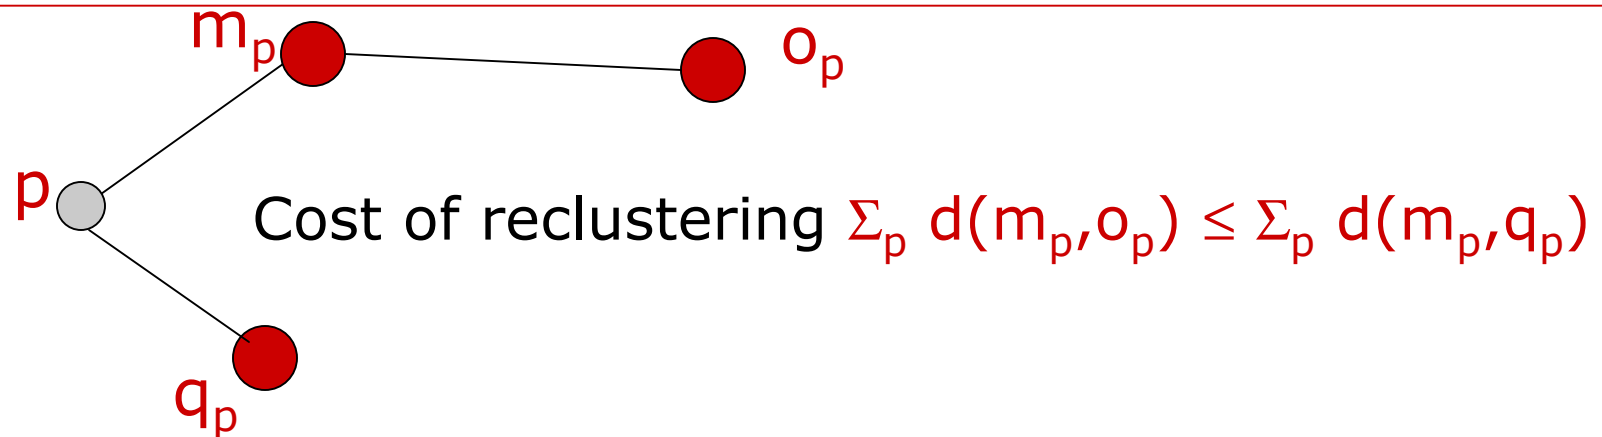 mₚ
oₚ
p
Cost of reclustering Σₚ d(mₚ,oₚ) ≤ Σₚ d(mₚ,qₚ)
qₚ